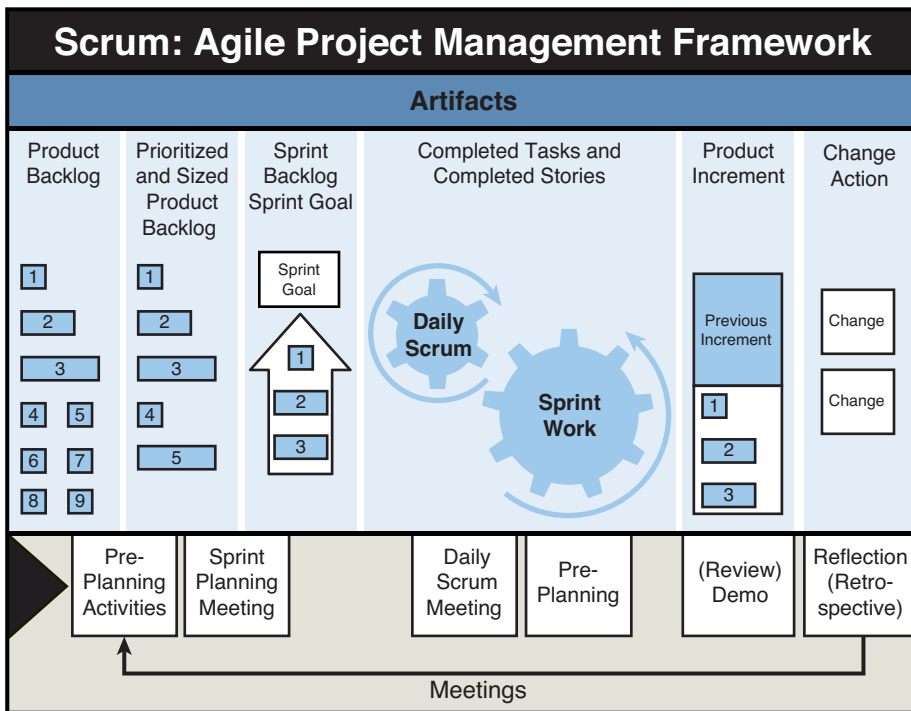 Scrum: Agile Project Management Framework
Artifacts
Product
Backlog
Prioritized
and Sized
Product
Backlog
Sprint
Backlog
Sprint Goal
Completed Tasks and
Completed Stories
Product
Increment
Change
Action
1
2
3
4 5
6 7
8 9
1
2
3
4
5
Sprint
Goal
1
2
3
Daily
Scrum
Sprint
Work
Previous
Increment
1
2
3
Change
Change
Pre-
Planning
Activities
Sprint
Planning
Meeting
Daily
Scrum
Meeting
Pre-
Planning
(Review)
Demo
Reflection
(Retro-
spective)
Meetings